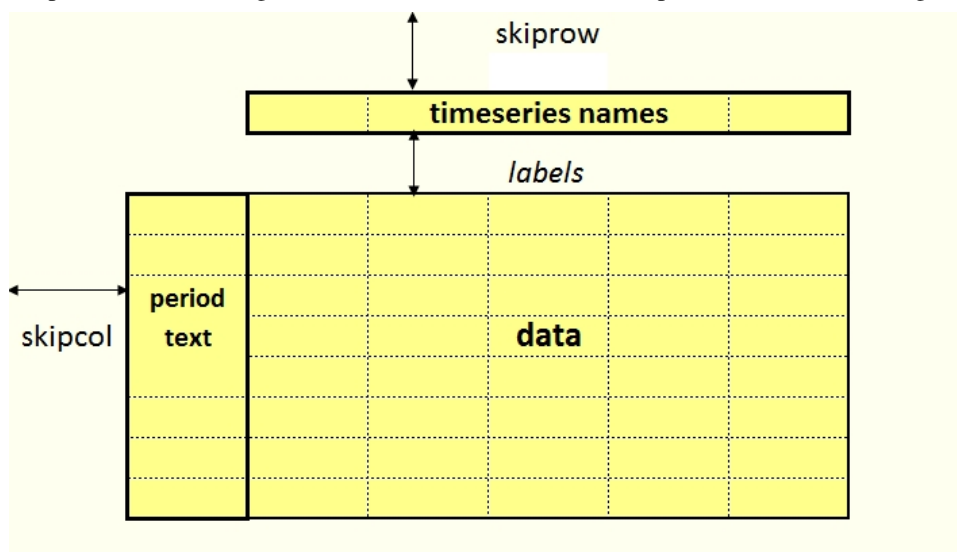 skiprow
timeseries names
labels
period
text
skipcol
data